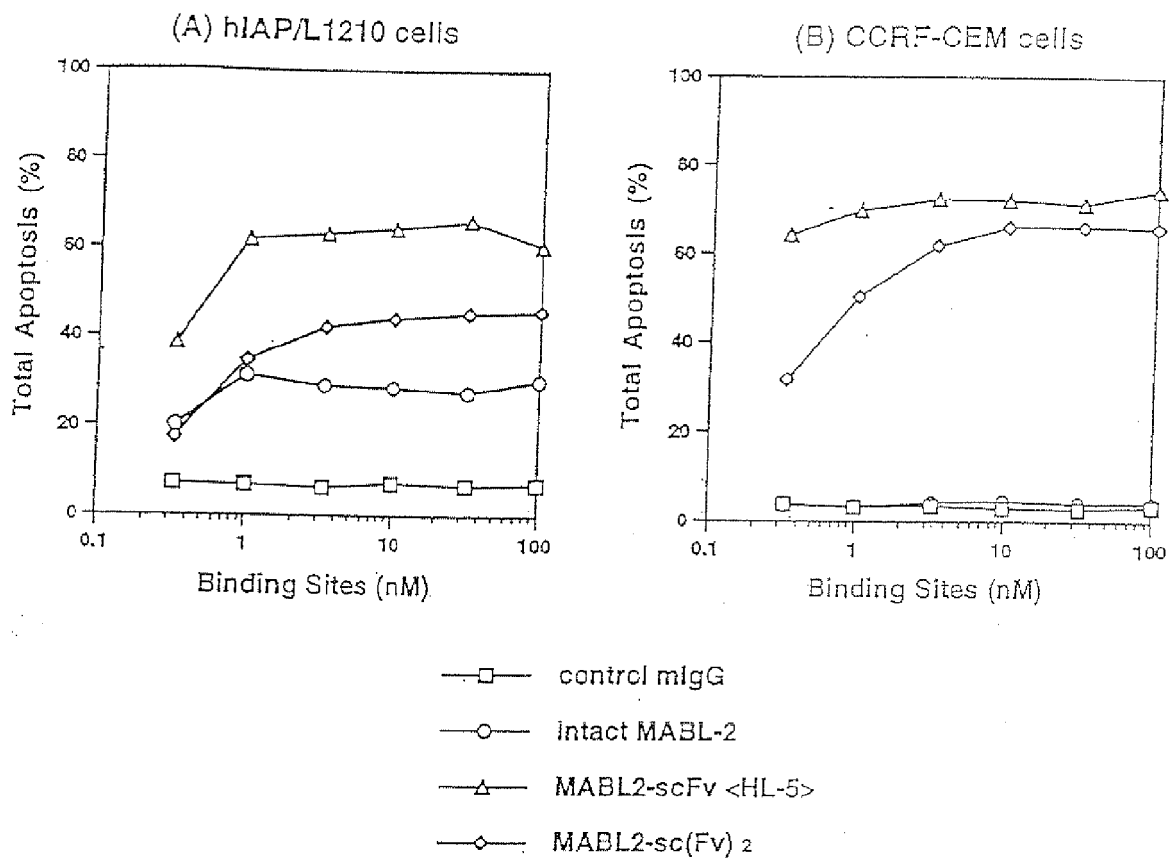 (A) hIAP/L1210 cells
100
80
60
40
20
0
Total Apoptosis (%)
0.1 1 10 100
Binding Sites (nM)
(B) CCRF-CEM cells
100
80
60
40
20
0
Total Apoptosis (%)
0.1 1 10 100
Binding Sites (nM)
control mIgG
intact MABL-2
MABL2-scFv <HL-5>
MABL2-sc(Fv) 2